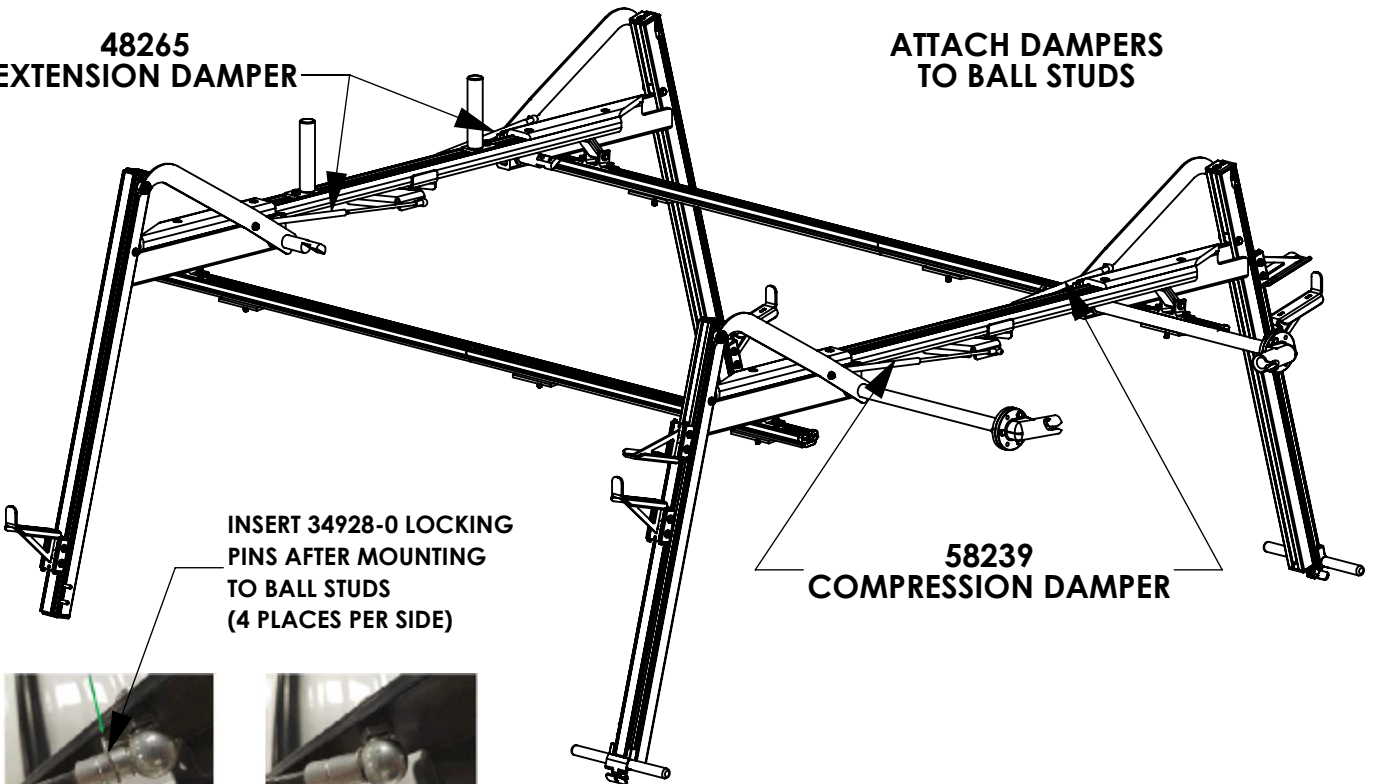 48265
EXTENSION DAMPER
ATTACH DAMPERS
TO BALL STUDS
INSERT 34928-0 LOCKING
PINS AFTER MOUNTING
TO BALL STUDS
(4 PLACES PER SIDE)
58239
COMPRESSION DAMPER